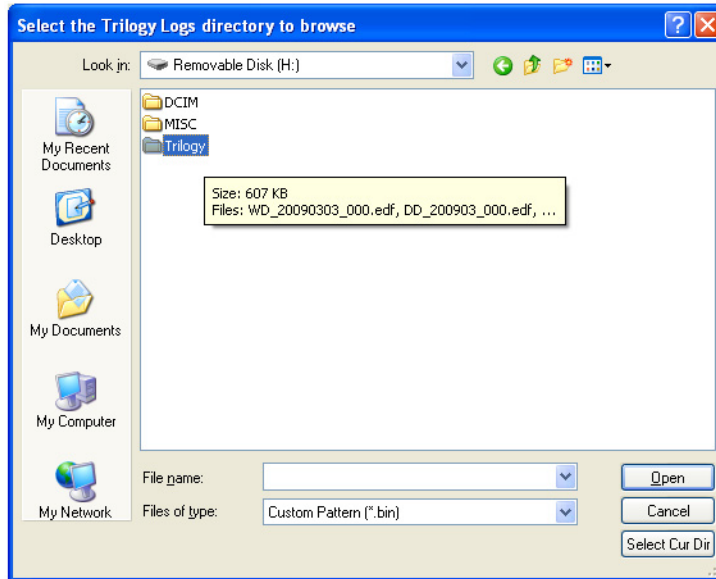 Select the Trilogy Logs directory to browse
Look in:
Removable Disk (H:)
My Recent
Documents
Desktop
My Documents
My Computer
My Network
DCIM
MISC
Trilogy
Size: 607 KB
Files: WD_20090303_000.edf, DD_200903_000.edf, ...
File name:
Open
Files of type:
Custom Pattern (*.bin)
Cancel
Select Cur Dir